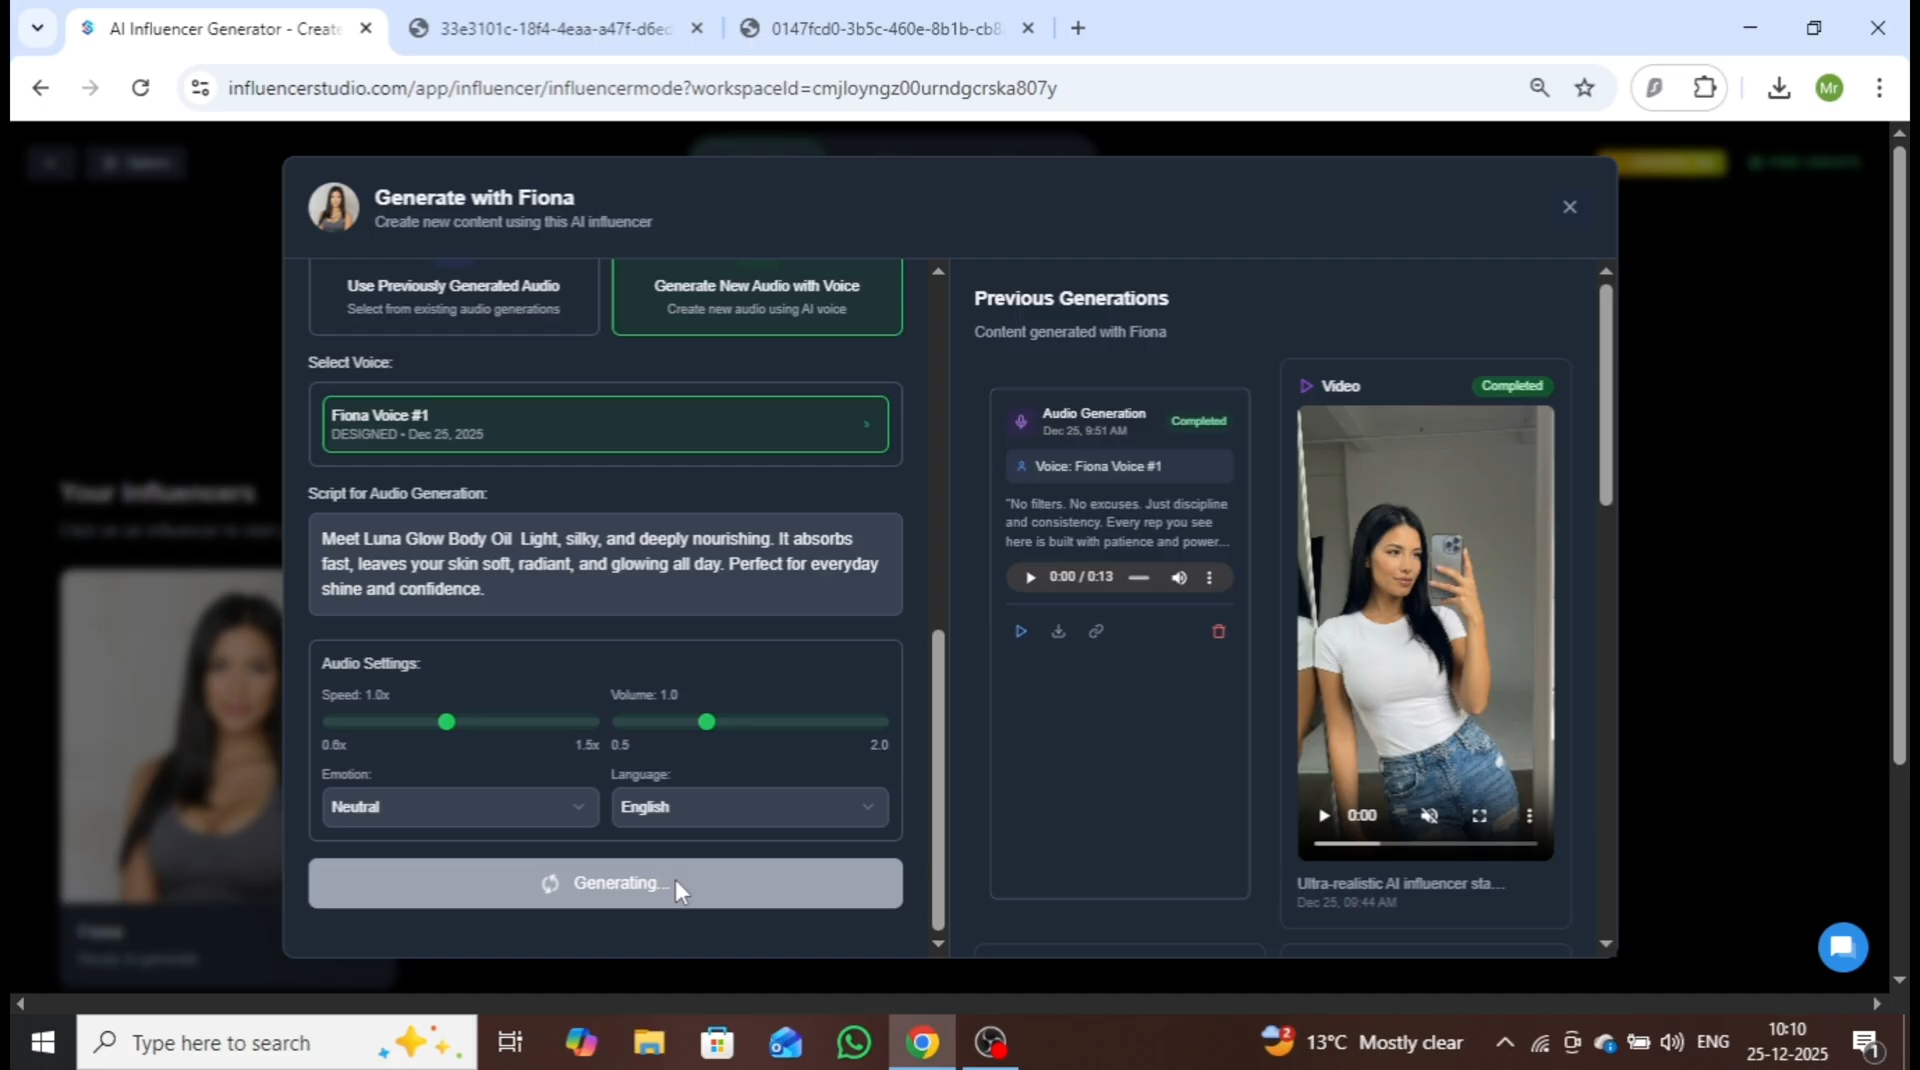 AI Influencer Generator - Create
33e3101c-18f4-4eaa-a47f-d6ec
0147fcd0-3b5c-460e-8b1b-cb8
influencerstudio.com/app/influencer/influencermode?workspaceId=cmjloyngz00urndgcrska807y
Mr
Generate with Fiona
Create new content using this AI influencer
Use Previously Generated Audio
Select from existing audio generations
Generate New Audio with Voice
Create new audio using AI voice
Select Voice:
Fiona Voice #1
DESIGNED • Dec 25, 2025
Script for Audio Generation:
Meet Luna Glow Body Oil  Light, silky, and deeply nourishing. It absorbs
fast, leaves your skin soft, radiant, and glowing all day. Perfect for everyday
shine and confidence.
Audio Settings:
Speed: 1.0x
Volume: 1.0
1.5x
0.5
2.0
Emotion:
Language:
Neutral
English
Generating...
Previous Generations
Content generated with Fiona
Audio Generation
Dec 25, 9:51 AM
Completed
Voice: Fiona Voice #1
"No filters. No excuses. Just discipline
and consistency. Every rep you see
here is built with patience and power...
0:00 / 0:13
Video
Completed
0:00
Ultra-realistic AI influencer sta...
Dec 25, 09:44 AM
Your Influencers
Type here to search
2
13°C Mostly clear
ENG
10:10
25-12-2025
1